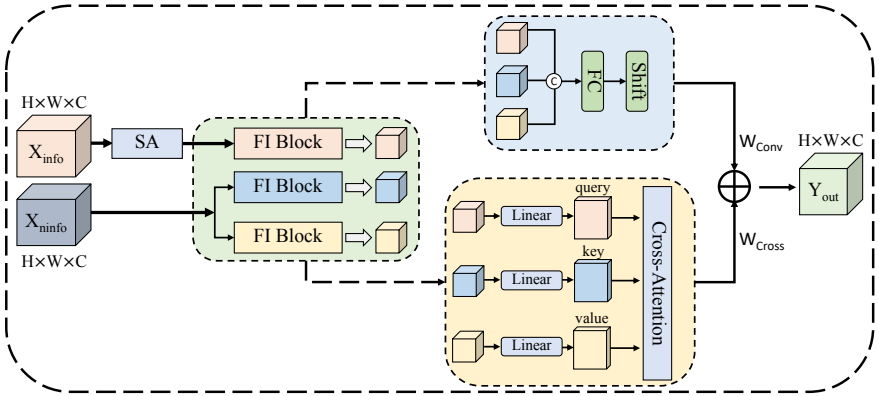 H×W×C
X_info
SA
FI Block
FI Block
FI Block
X_ninfo
H×W×C
C
FC
Shift
query
Linear
key
Linear
value
Linear
Cross-Attention
W_Conv
W_Cross
H×W×C
Y_out